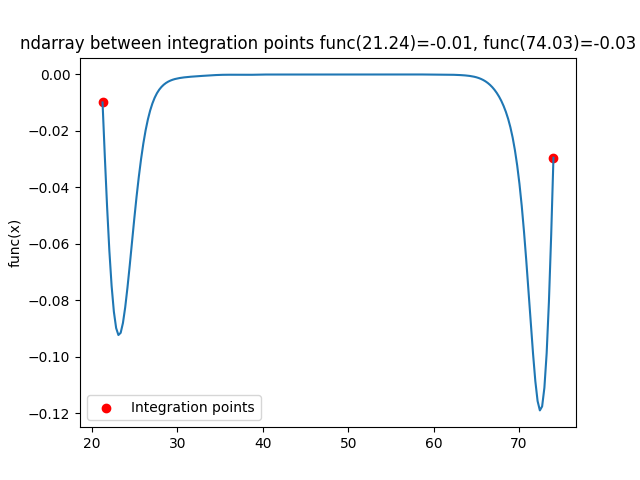 ndarray between integration points func(21.24)=-0.01, func(74.03)=-0.03
0.00
-0.02
-0.04
-0.06
-0.08
-0.10
-0.12
func(x)
Integration points
20 30 40 50 60 70